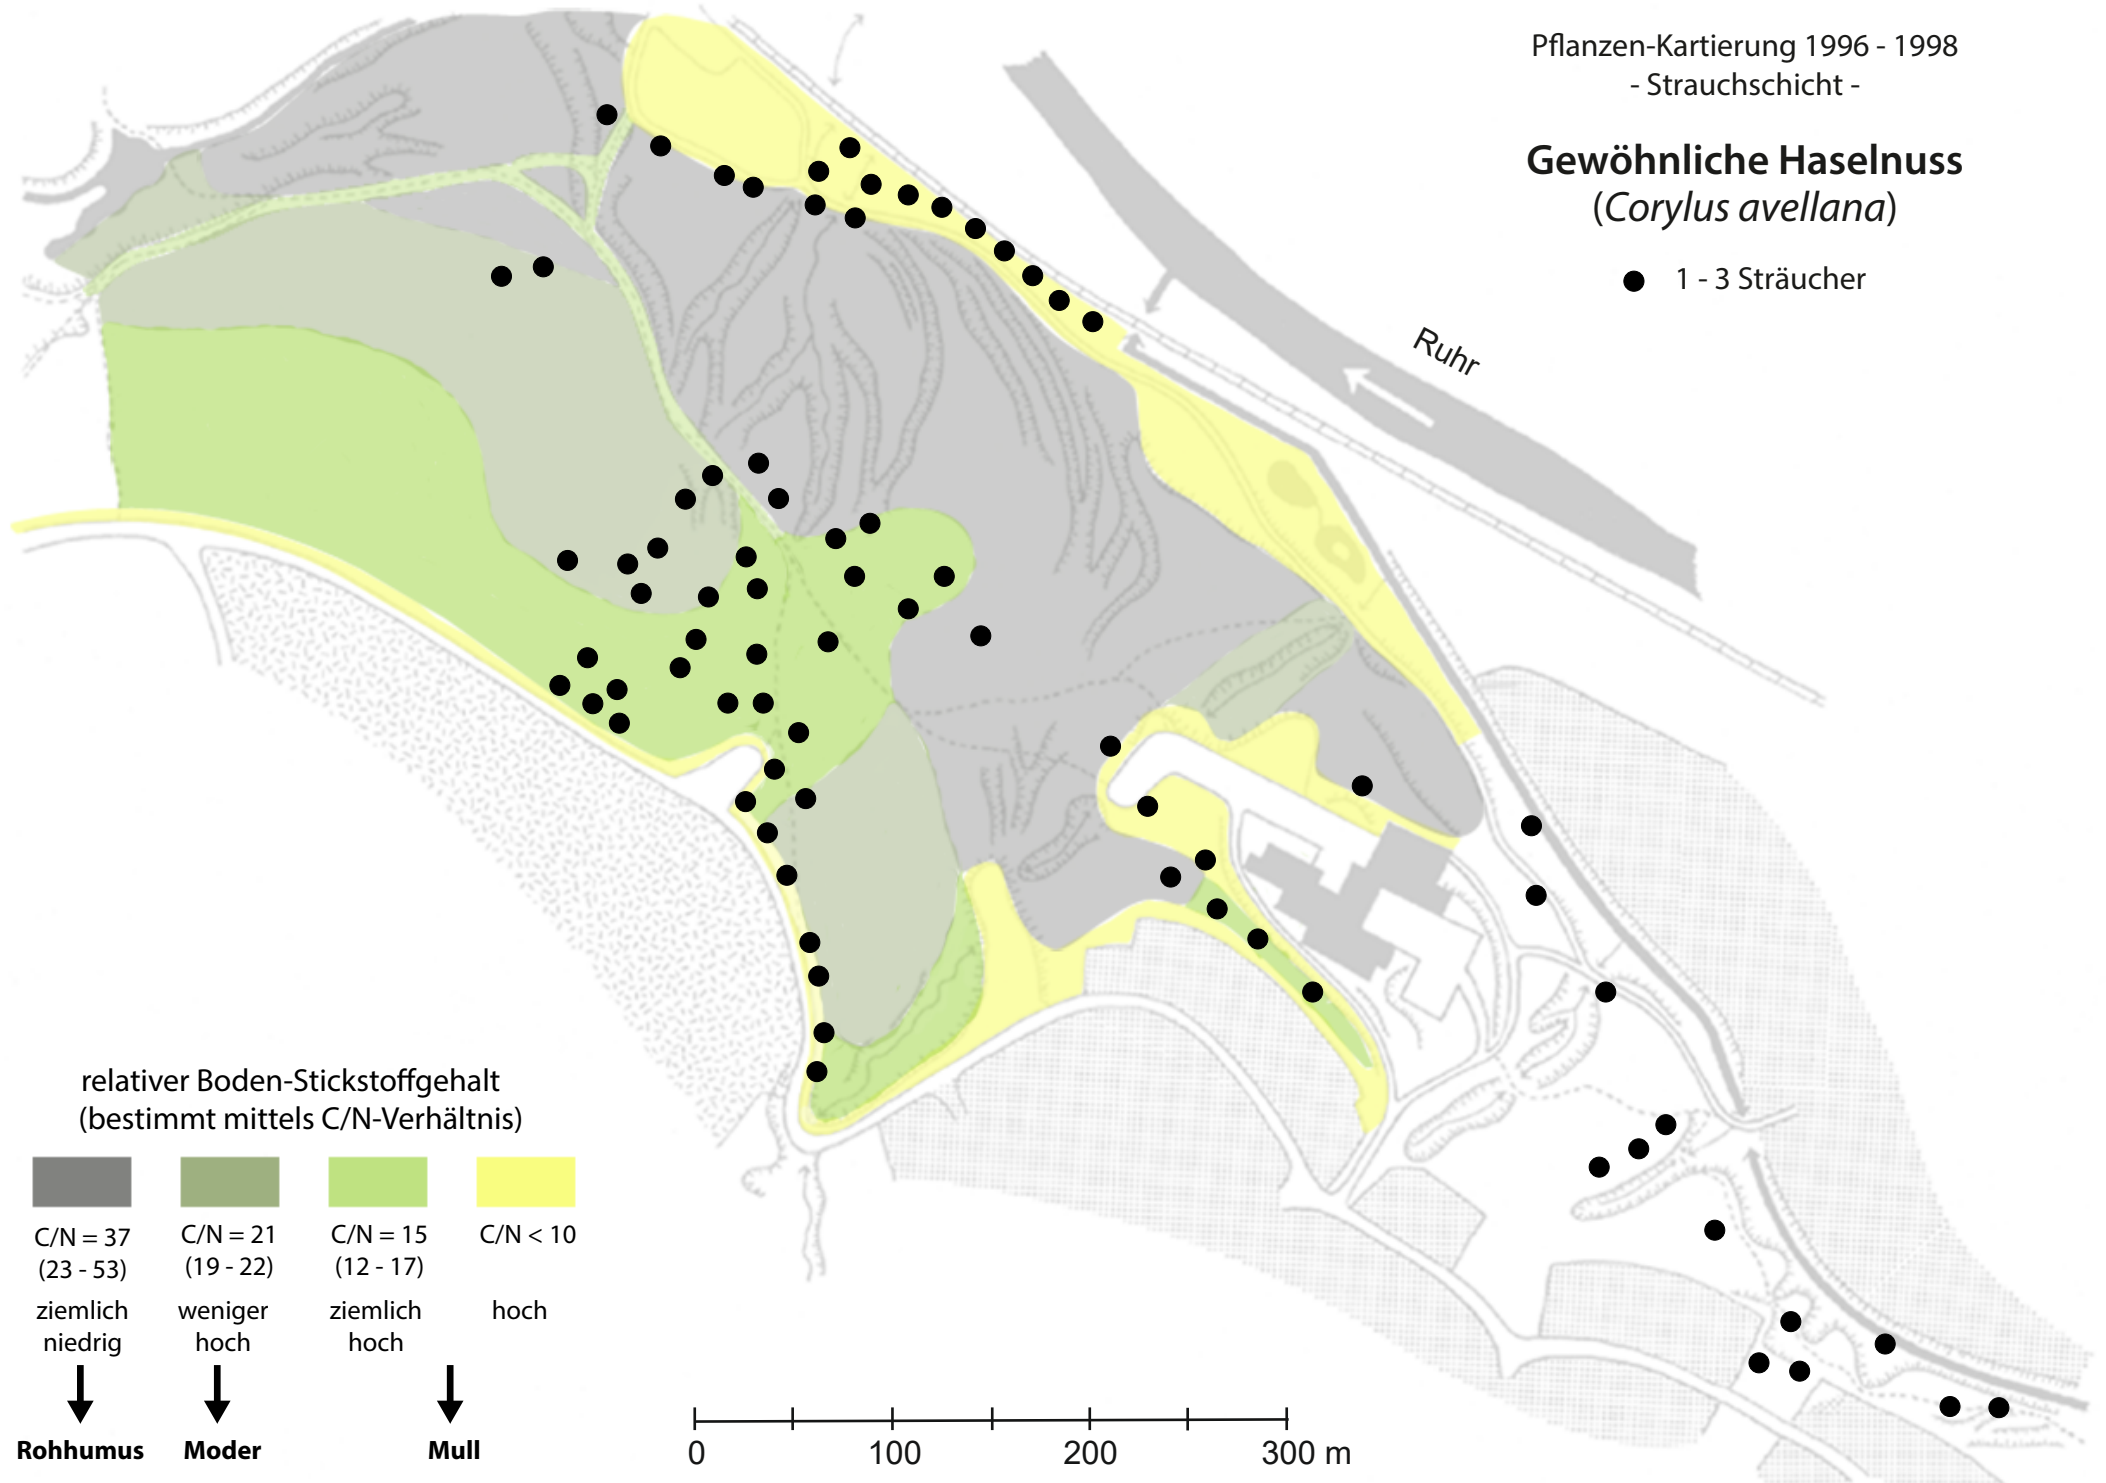 Pflanzen-Kartierung 1996 - 1998
- Strauchschicht -
Gewöhnliche Haselnuss
(Corylus avellana)
1 - 3 Sträucher
Ruhr
relativer Boden-Stickstoffgehalt
(bestimmt mittels C/N-Verhältnis)
C/N = 37 C/N = 21 C/N = 15 C/N < 10
(23 - 53) (19 - 22) (12 - 17)
ziemlich weniger ziemlich hoch
niedrig hoch hoch
Rohhumus Moder Mull
0 100 200 300 m